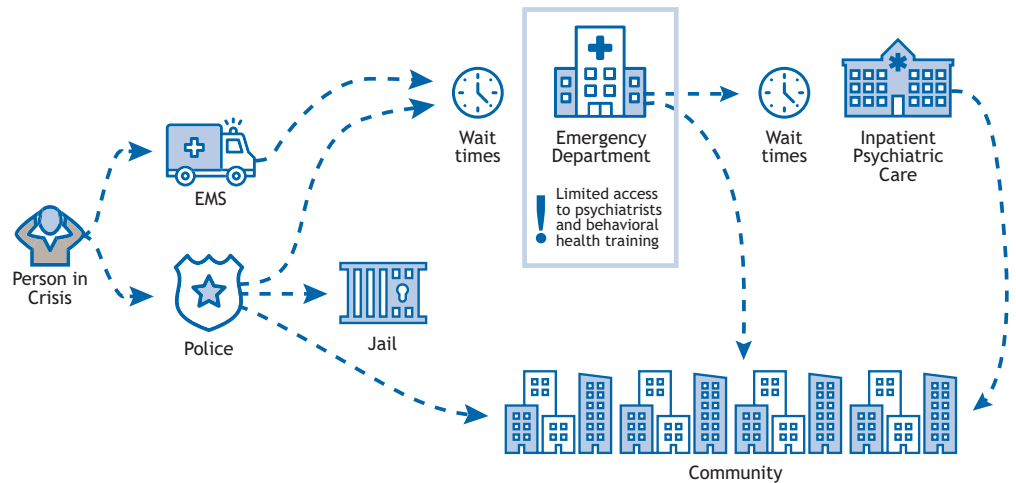 Wait
times
Emergency
Department
Wait
times
Inpatient
Psychiatric
Care
EMS
Limited access
to psychiatrists
and behavioral
health training
Person in
Crisis
Police
Jail
Community